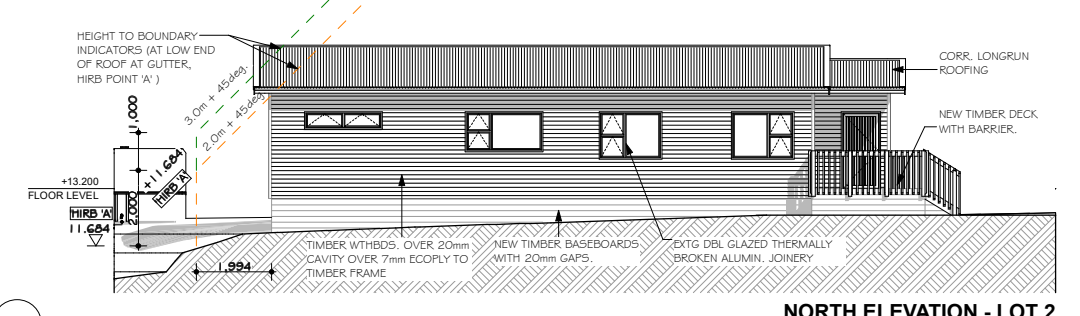 HEIGHT TO BOUNDARY
INDICATORS (AT LOW END
OF ROOF AT GUTTER,
HIRB POINT 'A' )
3.0m + 45deg.
2.0m + 45deg.
CORR. LONGRUN
ROOFING
NEW TIMBER DECK
WITH BARRIER.
1,000
+11.684
HIRB 'A'
2,000
+13.200
FLOOR LEVEL
HIRB 'A'
11.684
1,994
TIMBER WTHBDS. OVER 20mm
CAVITY OVER 7mm ECOPLY TO
TIMBER FRAME
NEW TIMBER BASEBOARDS
WITH 20mm GAPS.
EXTG DBL GLAZED THERMALLY
BROKEN ALUMIN. JOINERY
NORTH ELEVATION - LOT 2